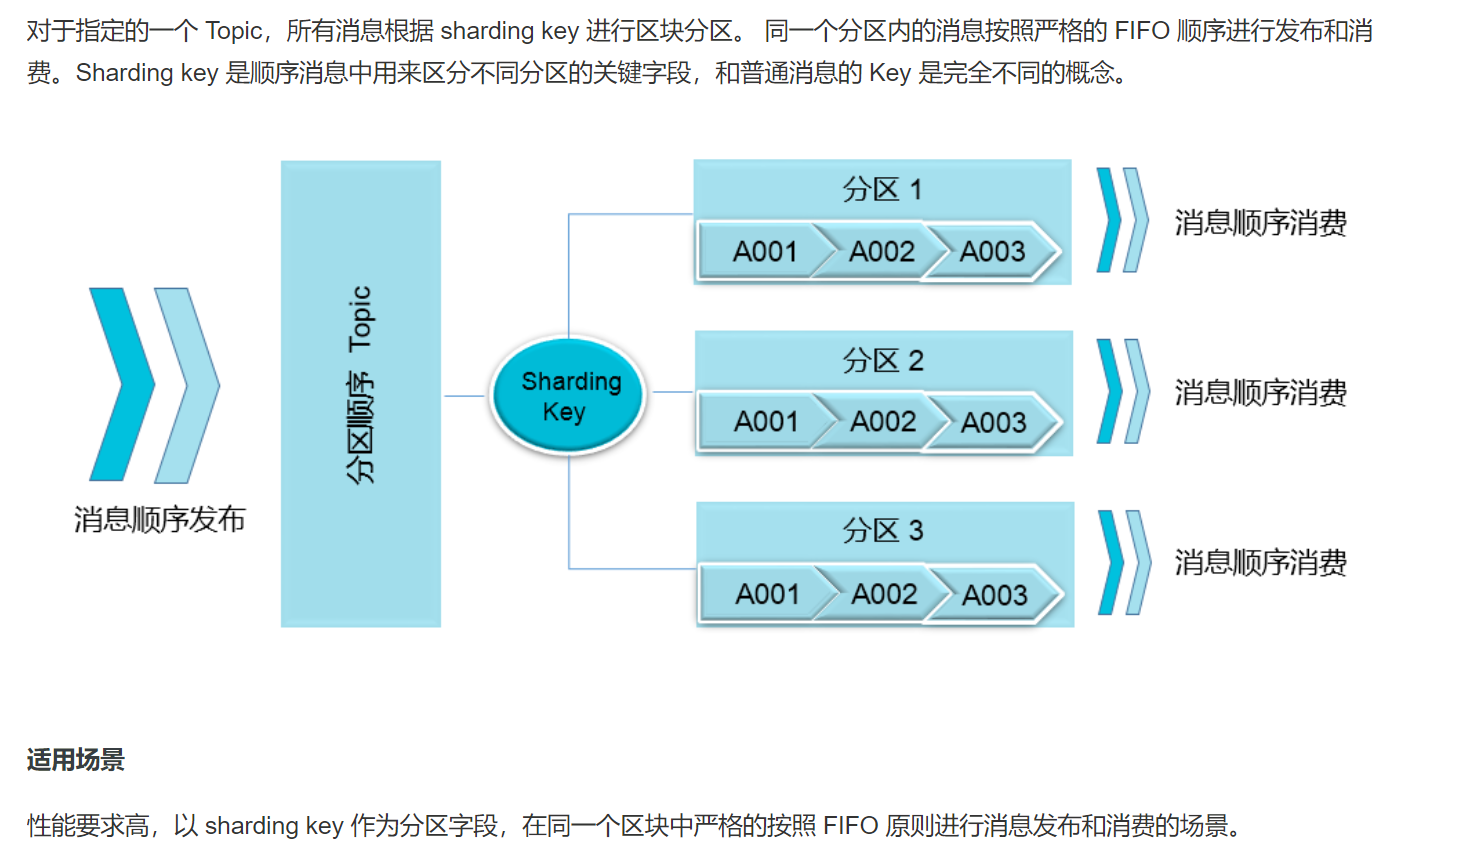 对于指定的一个 Topic，所有消息根据 sharding key 进行区块分区。 同一个分区内的消息按照严格的 FIFO 顺序进行发布和消
费。Sharding key 是顺序消息中用来区分不同分区的关键字段，和普通消息的 Key 是完全不同的概念。
消息顺序发布
分区顺序 Topic
Sharding
Key
分区 1
A001 A002 A003
消息顺序消费
分区 2
A001 A002 A003
消息顺序消费
分区 3
A001 A002 A003
消息顺序消费
适用场景
性能要求高，以 sharding key 作为分区字段，在同一个区块中严格的按照 FIFO 原则进行消息发布和消费的场景。